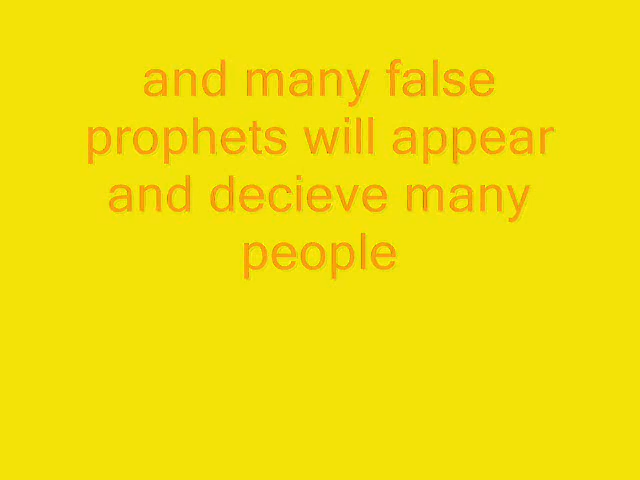 and many false
prophets will appear
and decieve many
people